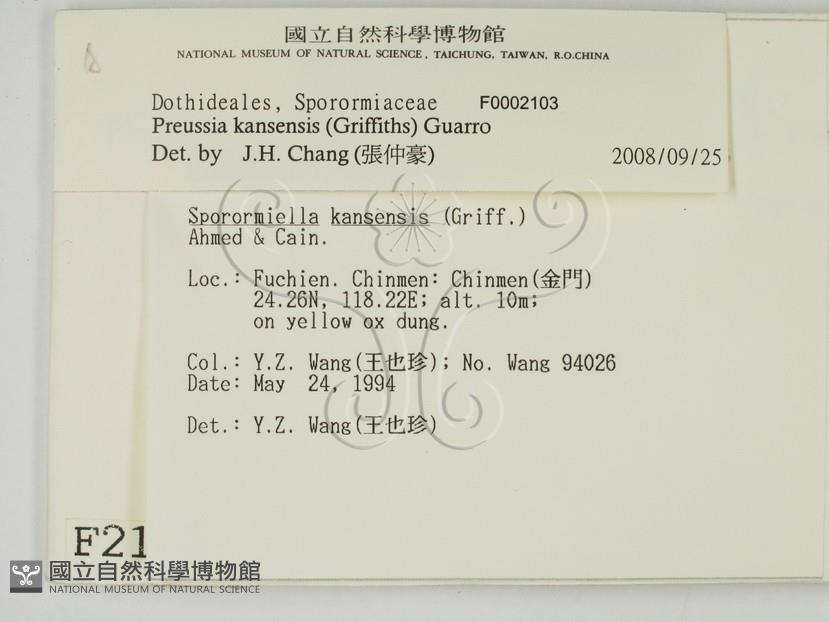 國立自然科學博物館
NATIONAL MUSEUM OF NATURAL SCIENCE, TAICHUNG, TAIWAN, R.O.CHINA
Dothideales, Sporormiaceae F0002103
Preussia kansensis (Griffiths) Guarro
Det. by J.H. Chang (張仲豪)
2008/09/25
Sporormiella kansensis (Griff.)
Ahmed & Cain.
Loc.: Fuchien. Chinmen: Chinmen(金門)
24.26N, 118.22E; alt. 10m;
on yellow ox dung.
Col.: Y.Z. Wang(王也珍); No. Wang 94026
Date: May 24, 1994
Det.: Y.Z. Wang(王也珍)
F21
國立自然科學博物館
NATIONAL MUSEUM OF NATURAL SCIENCE